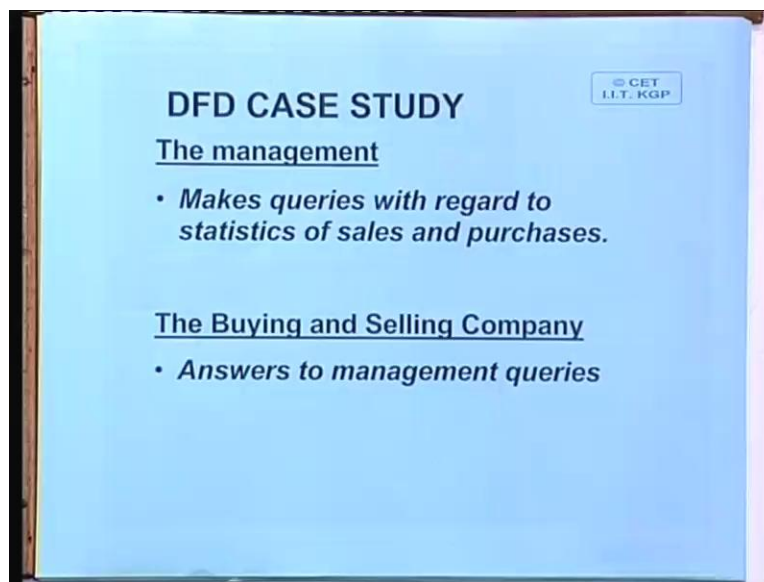 © CET
I.I.T. KGP
DFD CASE STUDY
The management
• Makes queries with regard to
statistics of sales and purchases.
The Buying and Selling Company
• Answers to management queries